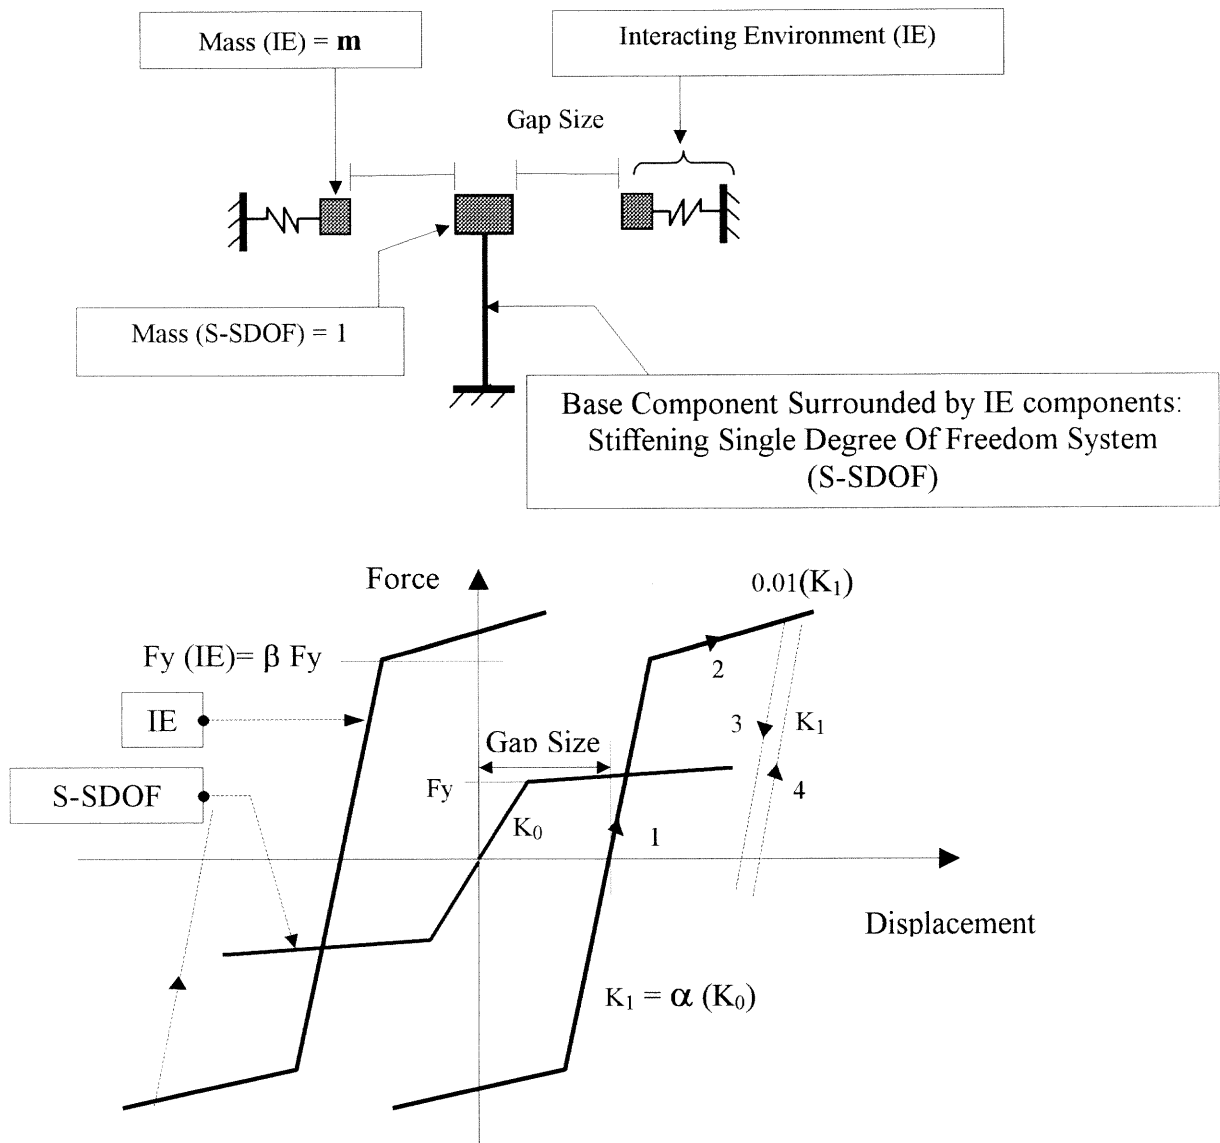 Mass (IE) = m
Interacting Environment (IE)
Gap Size
Mass (S-SDOF) = 1
Base Component Surrounded by IE components:
Stiffening Single Degree Of Freedom System
(S-SDOF)
Force
0.01(K₁)
Fy (IE)= β Fy
2
IE
3
K₁
Gap Size
S-SDOF
Fy
4
K₀
1
Displacement
K₁ = α (K₀)